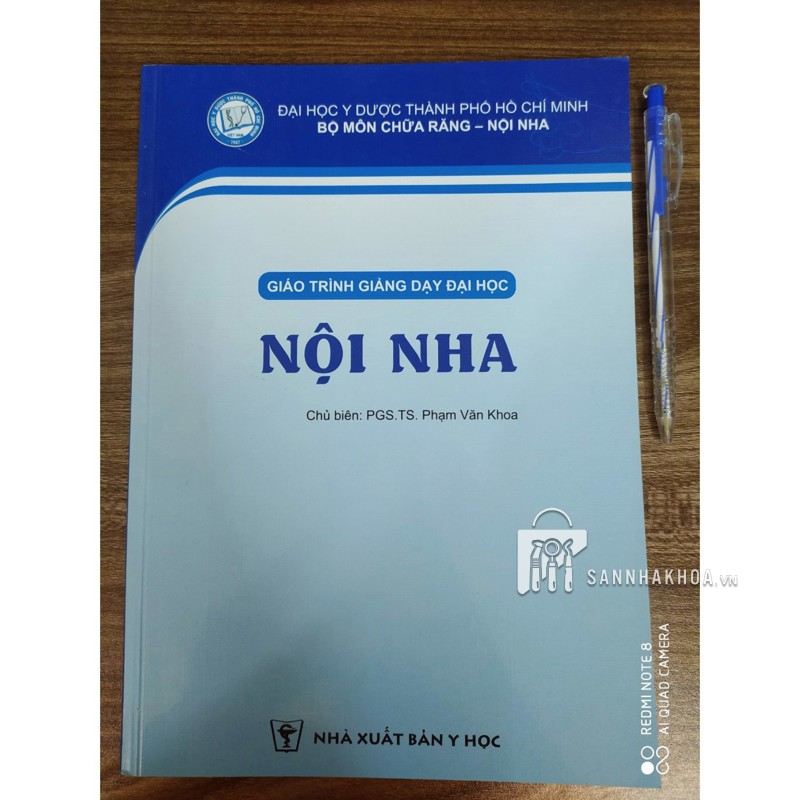 ĐẠI HỌC Y DƯỢC THÀNH PHỐ HỒ CHÍ MINH
BỘ MÔN CHỮA RĂNG – NỘI NHA
GIÁO TRÌNH GIẢNG DẠY ĐẠI HỌC
NỘI NHA
Chủ biên: PGS.TS. Phạm Văn Khoa
SANNHAKHOA.VN
NHÀ XUẤT BẢN Y HỌC
REDMI NOTE 8
AI QUAD CAMERA